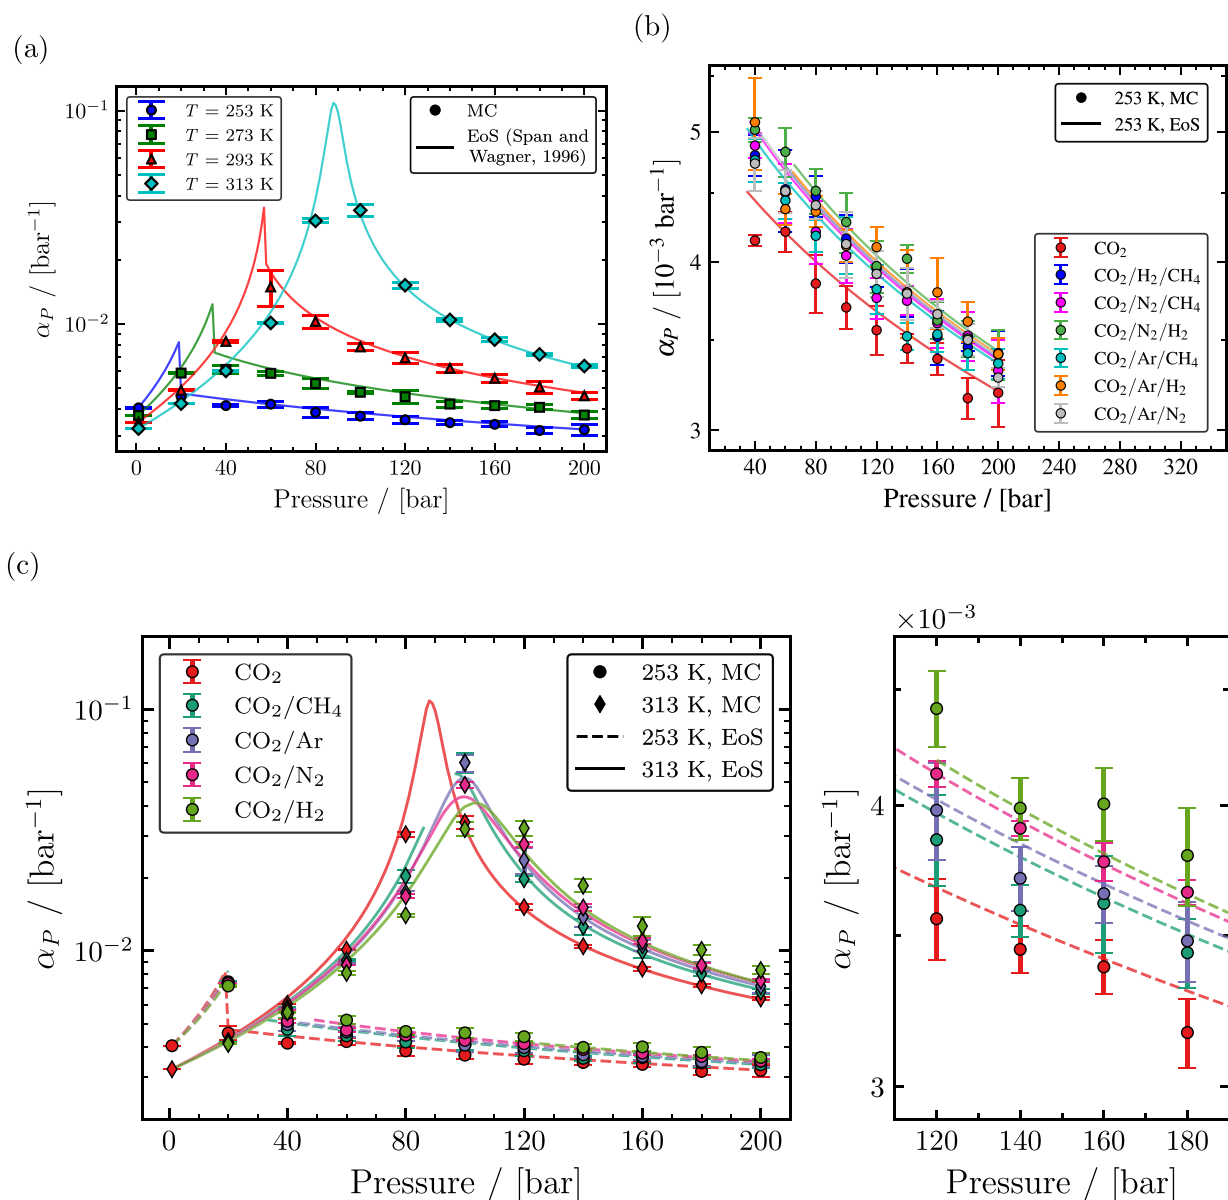 (a)
10⁻¹
10⁻²
α_P / [bar⁻¹]
T = 253 K
T = 273 K
T = 293 K
T = 313 K
MC
EoS (Span and
Wagner, 1996)
0 40 80 120 160 200
Pressure / [bar]
(b)
5
4
3
α_P / [10⁻³ bar⁻¹]
253 K, MC
253 K, EoS
CO₂
CO₂/H₂/CH₄
CO₂/N₂/CH₄
CO₂/N₂/H₂
CO₂/Ar/CH₄
CO₂/Ar/H₂
CO₂/Ar/N₂
40 80 120 160 200 240 280 320
Pressure / [bar]
(c)
10⁻¹
10⁻²
α_P / [bar⁻¹]
CO₂
CO₂/CH₄
CO₂/Ar
CO₂/N₂
CO₂/H₂
253 K, MC
313 K, MC
253 K, EoS
313 K, EoS
0 40 80 120 160 200
Pressure / [bar]
×10⁻³
4
3
α_P / [bar⁻¹]
120 140 160 180
Pressure / [bar]